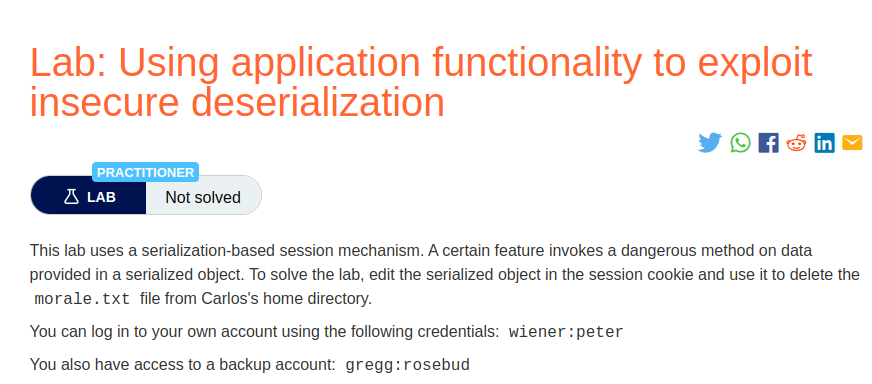 Lab: Using application functionality to exploit
insecure deserialization
PRACTITIONER
LAB Not solved
This lab uses a serialization-based session mechanism. A certain feature invokes a dangerous method on data
provided in a serialized object. To solve the lab, edit the serialized object in the session cookie and use it to delete the
morale.txt file from Carlos's home directory.
You can log in to your own account using the following credentials: wiener:peter
You also have access to a backup account: gregg:rosebud